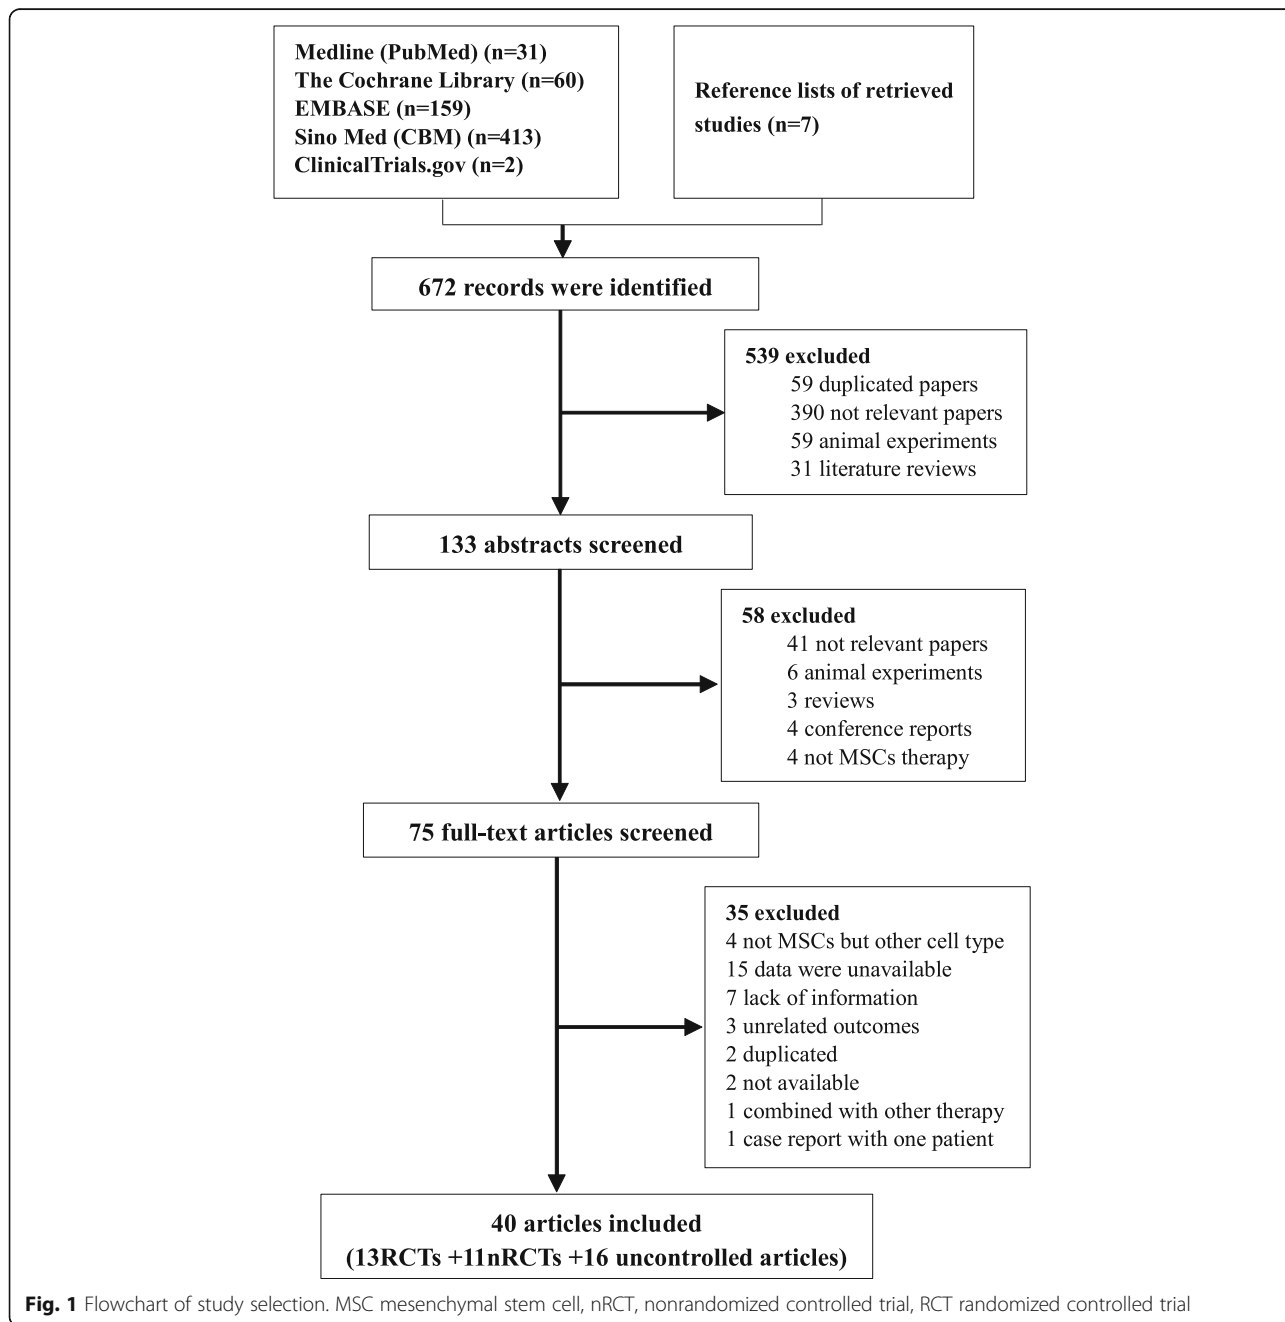 Medline (PubMed) (n=31)
The Cochrane Library (n=60)
EMBASE (n=159)
Sino Med (CBM) (n=413)
ClinicalTrials.gov (n=2)
Reference lists of retrieved
studies (n=7)
672 records were identified
539 excluded
59 duplicated papers
390 not relevant papers
59 animal experiments
31 literature reviews
133 abstracts screened
58 excluded
41 not relevant papers
6 animal experiments
3 reviews
4 conference reports
4 not MSCs therapy
75 full-text articles screened
35 excluded
4 not MSCs but other cell type
15 data were unavailable
7 lack of information
3 unrelated outcomes
2 duplicated
2 not available
1 combined with other therapy
1 case report with one patient
40 articles included
(13RCTs +11nRCTs +16 uncontrolled articles)
Fig. 1 Flowchart of study selection. MSC mesenchymal stem cell, nRCT, nonrandomized controlled trial, RCT randomized controlled trial